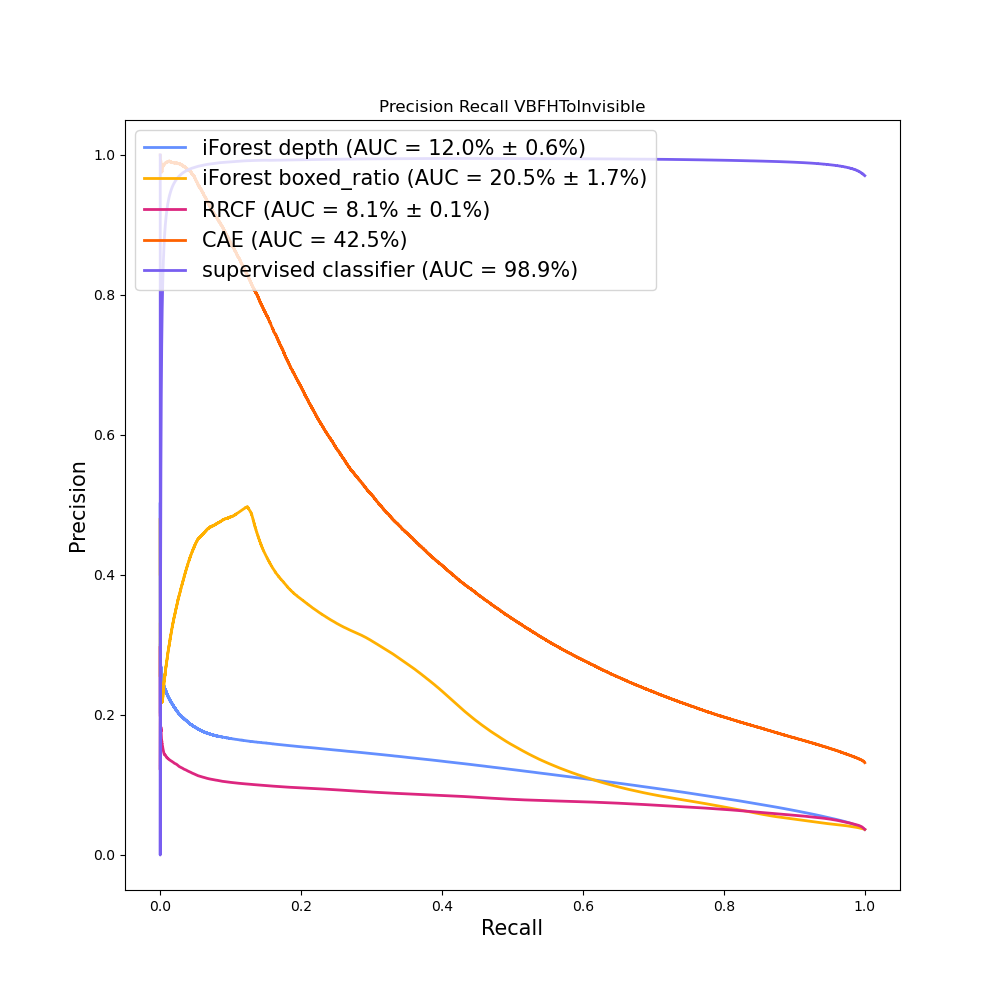 Precision Recall VBFHToInvisible
iForest depth (AUC = 12.0% ± 0.6%)
iForest boxed_ratio (AUC = 20.5% ± 1.7%)
RRCF (AUC = 8.1% ± 0.1%)
CAE (AUC = 42.5%)
supervised classifier (AUC = 98.9%)
1.0
0.8
0.6
0.4
0.2
0.0
Precision
0.0 0.2 0.4 0.6 0.8 1.0
Recall